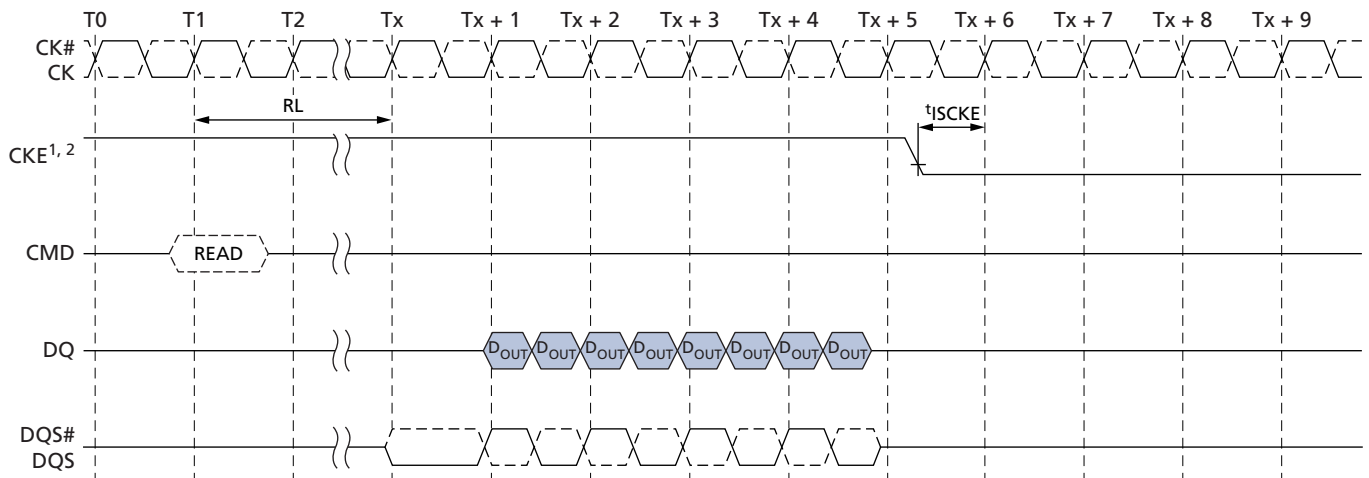 T0 T1 T2 Tx Tx + 1 Tx + 2 Tx + 3 Tx + 4 Tx + 5 Tx + 6 Tx + 7 Tx + 8 Tx + 9
CK#
CK
RL
tISCKE
CKE1, 2
CMD READ
DQ DOUT DOUT DOUT DOUT DOUT DOUT DOUT DOUT
DQS#
DQS